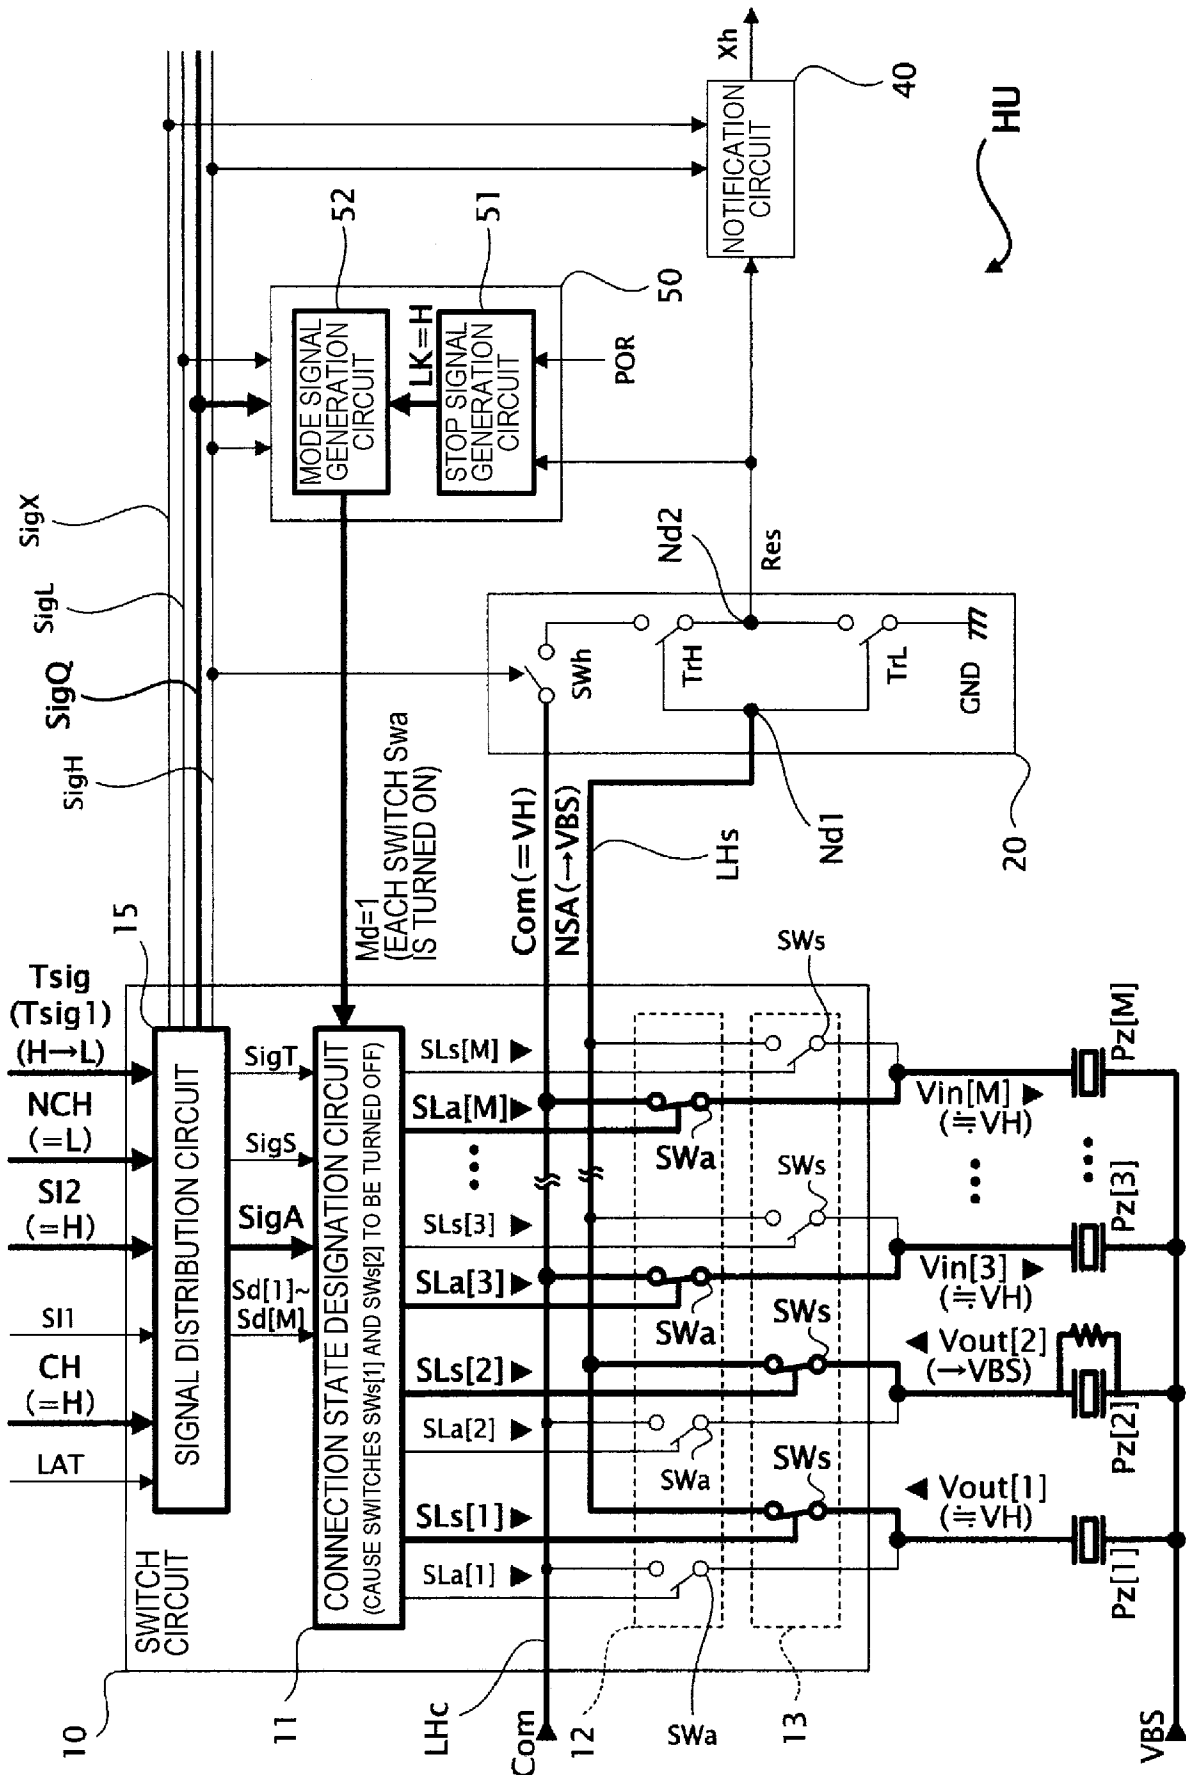 SWITCH
CIRCUIT
10
LAT
CH
(=H)
SI1
SI2
(=H)
NCH
(=L)
Tsig
(Tsig1)
(H→L)
15
SIGNAL DISTRIBUTION CIRCUIT
Sd[1]~
Sd[M]
SigA
SigS
SigT
11
CONNECTION STATE DESIGNATION CIRCUIT
(CAUSE SWITCHES SWs[1] AND SWs[2] TO BE TURNED OFF)
Md=1
(EACH SWITCH Swa
IS TURNED ON)
SigH
SigQ
SigL
SigX
MODE SIGNAL
GENERATION
CIRCUIT
52
LK=H
STOP SIGNAL
GENERATION
CIRCUIT
51
50
POR
NOTIFICATION
CIRCUIT
40
Xh
HU
LHc
Com
SLa[1]
SLs[1]
SLa[2]
SLs[2]
SLa[3]
SLs[3]
SLa[M]
SLs[M]
Com(=VH)
NSA(→VBS)
LHs
SWh
TrH
TrL
GND
Nd1
Nd2
Res
20
12
SWa
SWa
SWa
SWa
13
SWs
SWs
SWs
SWs
Vout[1]
(≒VH)
Vout[2]
(→VBS)
Vin[3]
(≒VH)
Vin[M]
(≒VH)
Pz[1]
Pz[2]
Pz[3]
Pz[M]
VBS